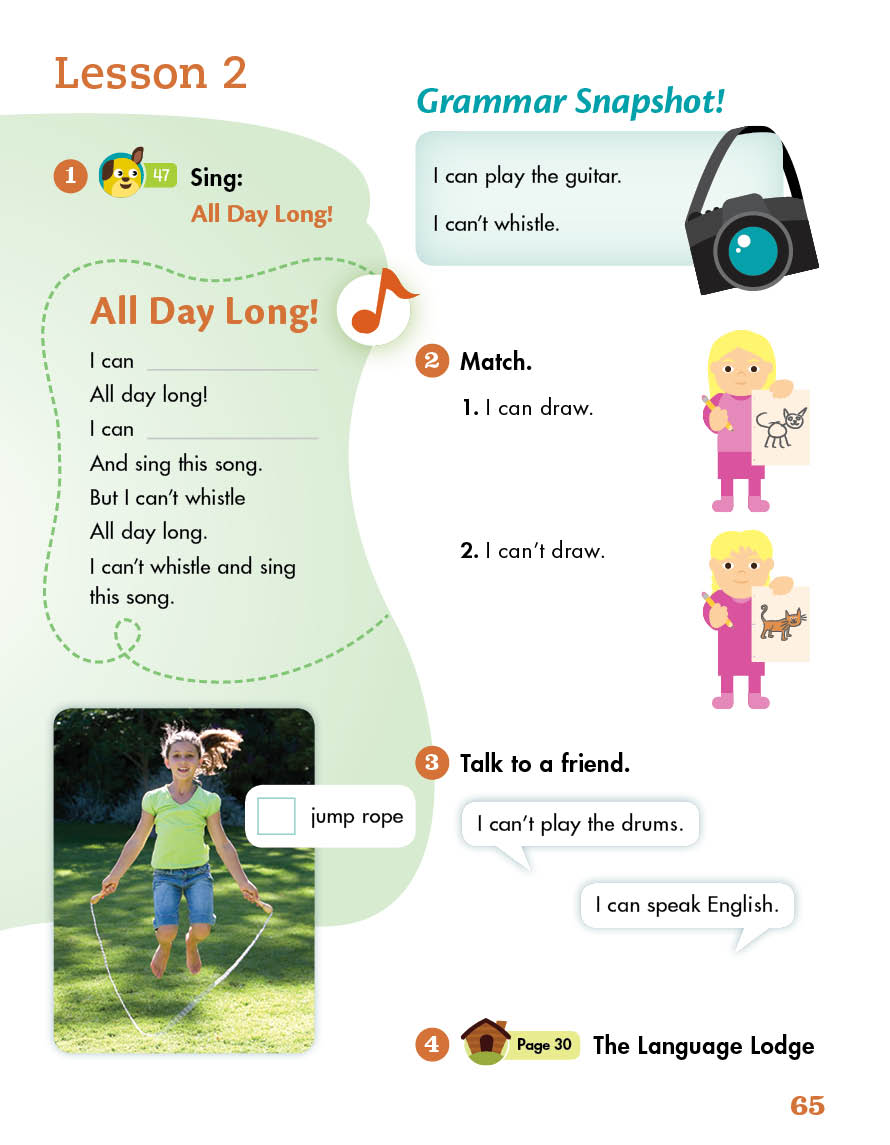 Lesson 2
1
47
Sing:
All Day Long!
All Day Long!
I can
All day long!
I can
And sing this song.
But I can't whistle
All day long.
I can't whistle and sing
this song.
jump rope
Grammar Snapshot!
I can play the guitar.
I can't whistle.
2 Match.
1. I can draw.
2. I can't draw.
3 Talk to a friend.
I can't play the drums.
I can speak English.
4 Page 30 The Language Lodge
65